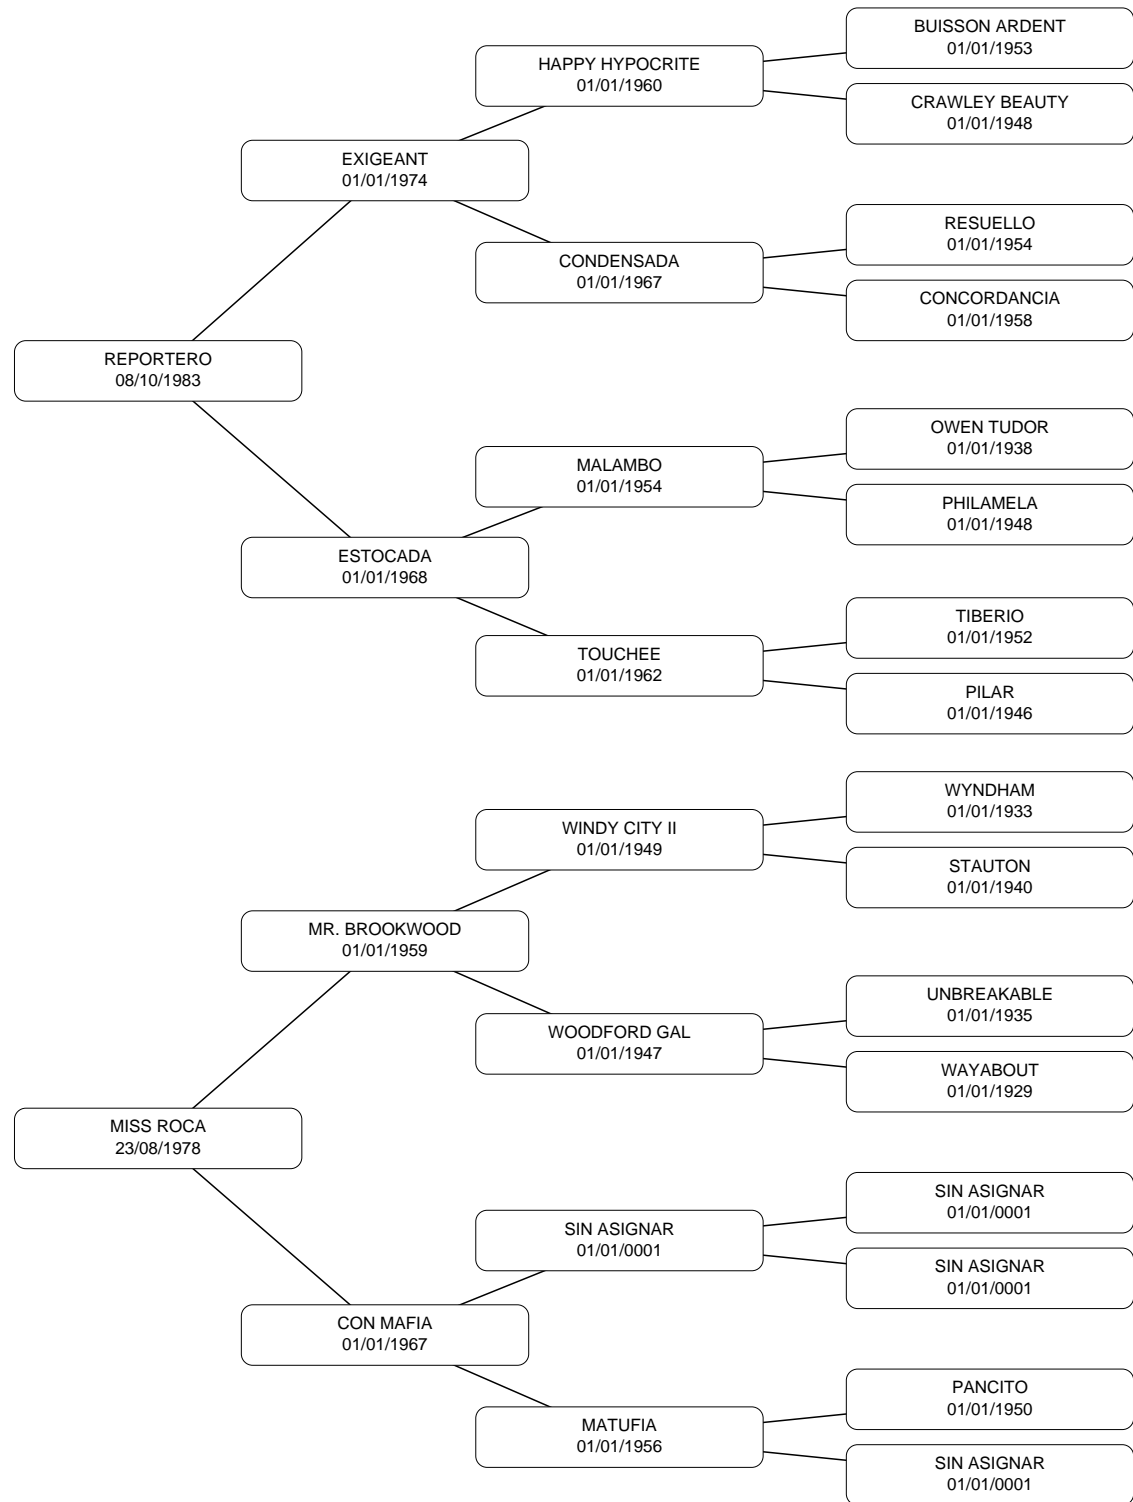 BUISSON ARDENT
01/01/1953
HAPPY HYPOCRITE
01/01/1960
CRAWLEY BEAUTY
01/01/1948
EXIGEANT
01/01/1974
RESUELLO
01/01/1954
CONDENSADA
01/01/1967
CONCORDANCIA
01/01/1958
REPORTERO
08/10/1983
OWEN TUDOR
01/01/1938
MALAMBO
01/01/1954
PHILAMELA
01/01/1948
ESTOCADA
01/01/1968
TIBERIO
01/01/1952
TOUCHEE
01/01/1962
PILAR
01/01/1946
WYNDHAM
01/01/1933
WINDY CITY II
01/01/1949
STAUTON
01/01/1940
MR. BROOKWOOD
01/01/1959
UNBREAKABLE
01/01/1935
WOODFORD GAL
01/01/1947
WAYABOUT
01/01/1929
MISS ROCA
23/08/1978
SIN ASIGNAR
01/01/0001
SIN ASIGNAR
01/01/0001
SIN ASIGNAR
01/01/0001
CON MAFIA
01/01/1967
PANCITO
01/01/1950
MATUFIA
01/01/1956
SIN ASIGNAR
01/01/0001